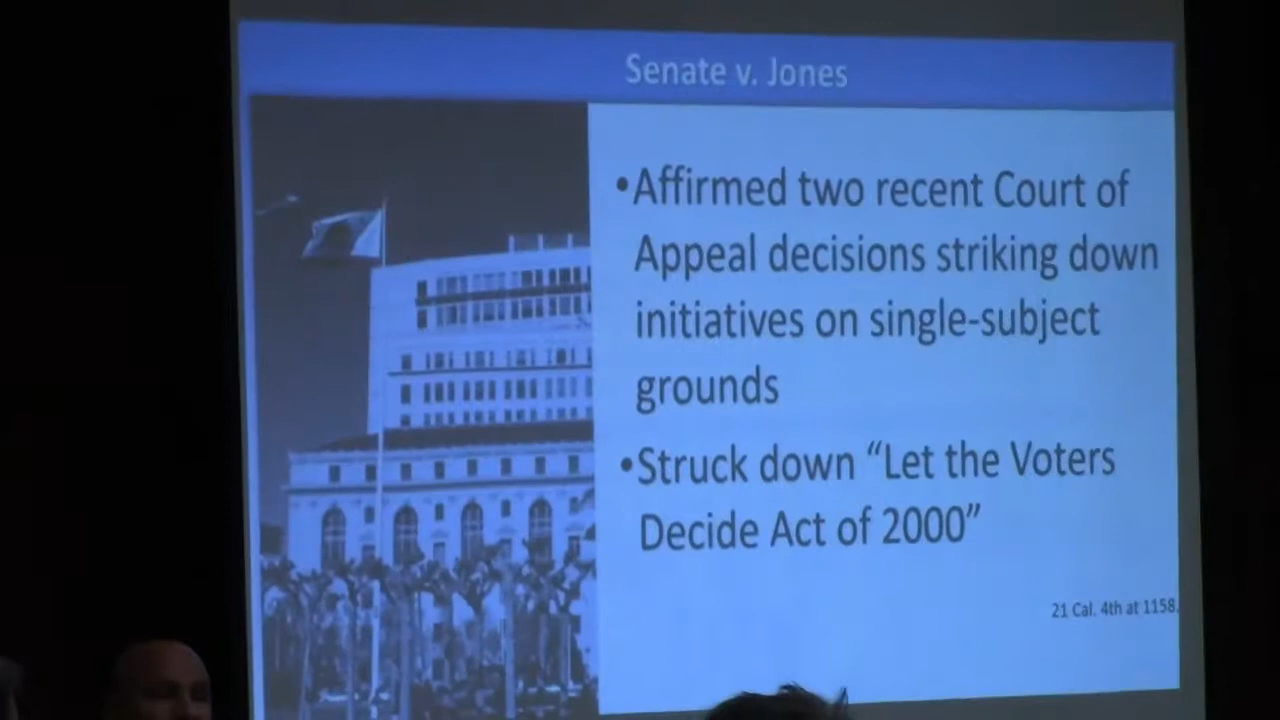 Senate v. Jones
•Affirmed two recent Court of
Appeal decisions striking down
initiatives on single-subject
grounds
•Struck down “Let the Voters
Decide Act of 2000”
21 Cal. 4th at 1158.